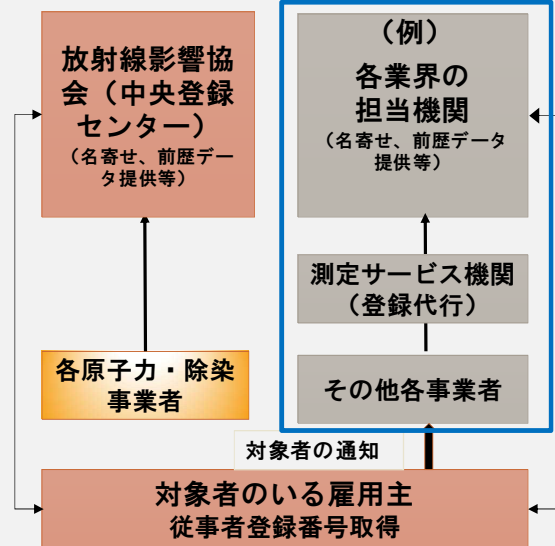 放射線影響協
会（中央登録
センター）
（名寄せ、前歴デー
タ提供等）
（例）
各業界の
担当機関
（名寄せ、前歴データ
提供等）
測定サービス機関
（登録代行）
各原子力・除染
事業者
その他各事業者
対象者の通知
対象者のいる雇用主
従事者登録番号取得